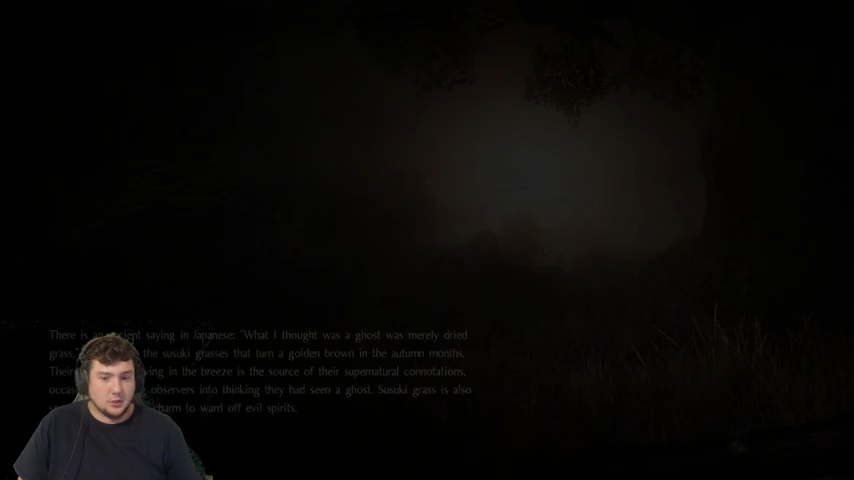 There is an ancient saying in Japanese: "What I thought was a ghost was merely dried
grass. the susuki grasses that turn a golden brown in the autumn months.
Their in the breeze is the source of their supernatural connotations,
observers into thinking they had seen a ghost. Susuki grass is also
charm to ward off evil spirits.